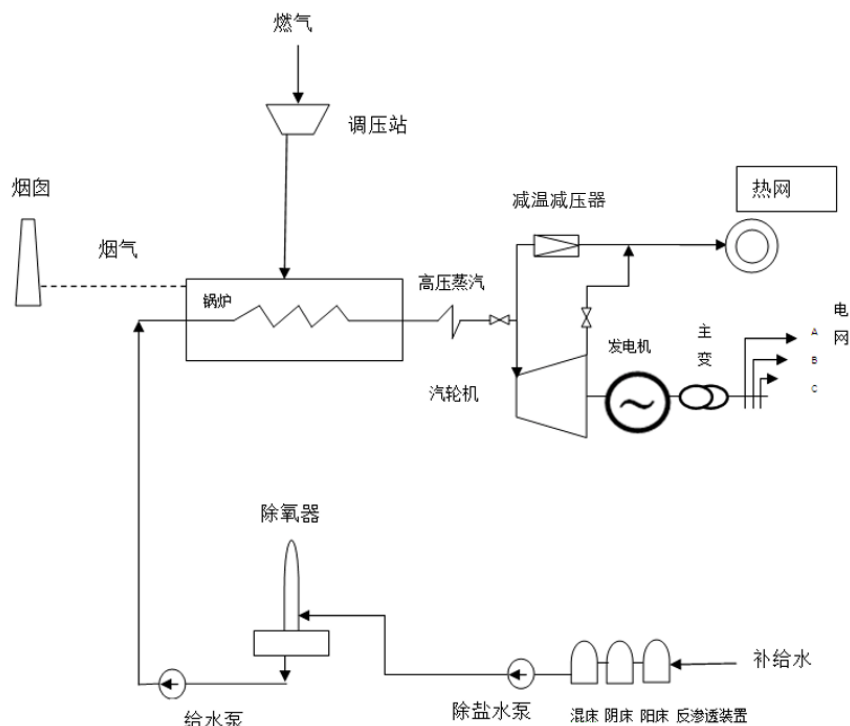 燃气
调压站
烟囱
烟气
减温减压器
热网
锅炉
高压蒸汽
汽轮机
发电机
主变
电网
A
B
C
除氧器
给水泵
除盐水泵
混床 阴床 阳床 反渗透装置
补给水